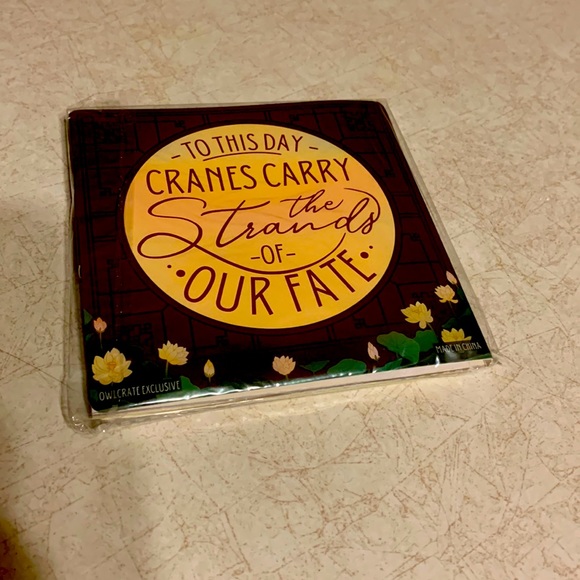 -TO THIS DAY-
CRANES CARRY
the
Strands
-OF-
OUR FATE
OWLCRATE EXCLUSIVE
MADE IN CHINA